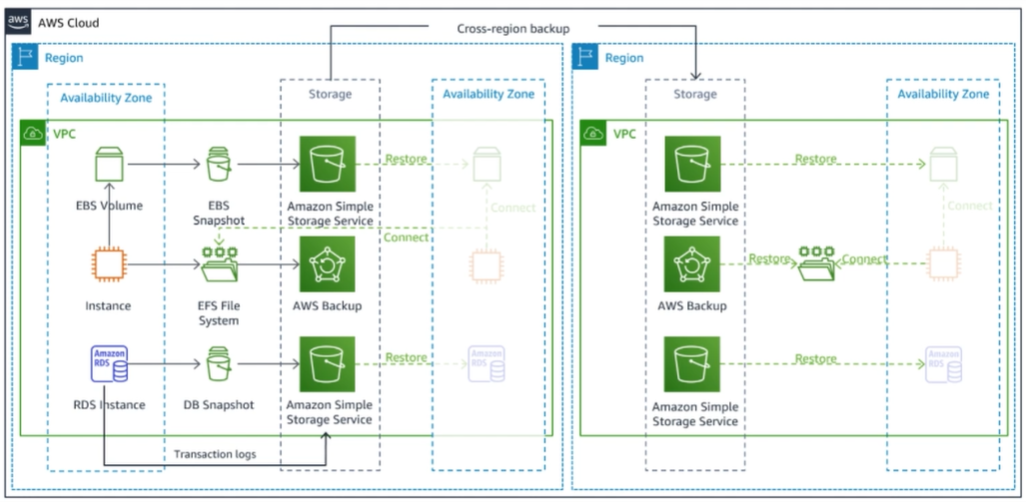 aws
AWS Cloud
Cross-region backup
Region
Region
Availability Zone
Storage
Availability Zone
Storage
Availability Zone
VPC
VPC
Restore
Restore
EBS Volume
EBS
Snapshot
Amazon Simple
Storage Service
Connect
Amazon Simple
Storage Service
Connect
Connect
Restore
Connect
Instance
EFS File
System
AWS Backup
AWS Backup
Amazon
RDS
Restore
Amazon
RDS
Restore
Amazon
RDS
RDS Instance
DB Snapshot
Amazon Simple
Storage Service
Amazon Simple
Storage Service
Transaction logs